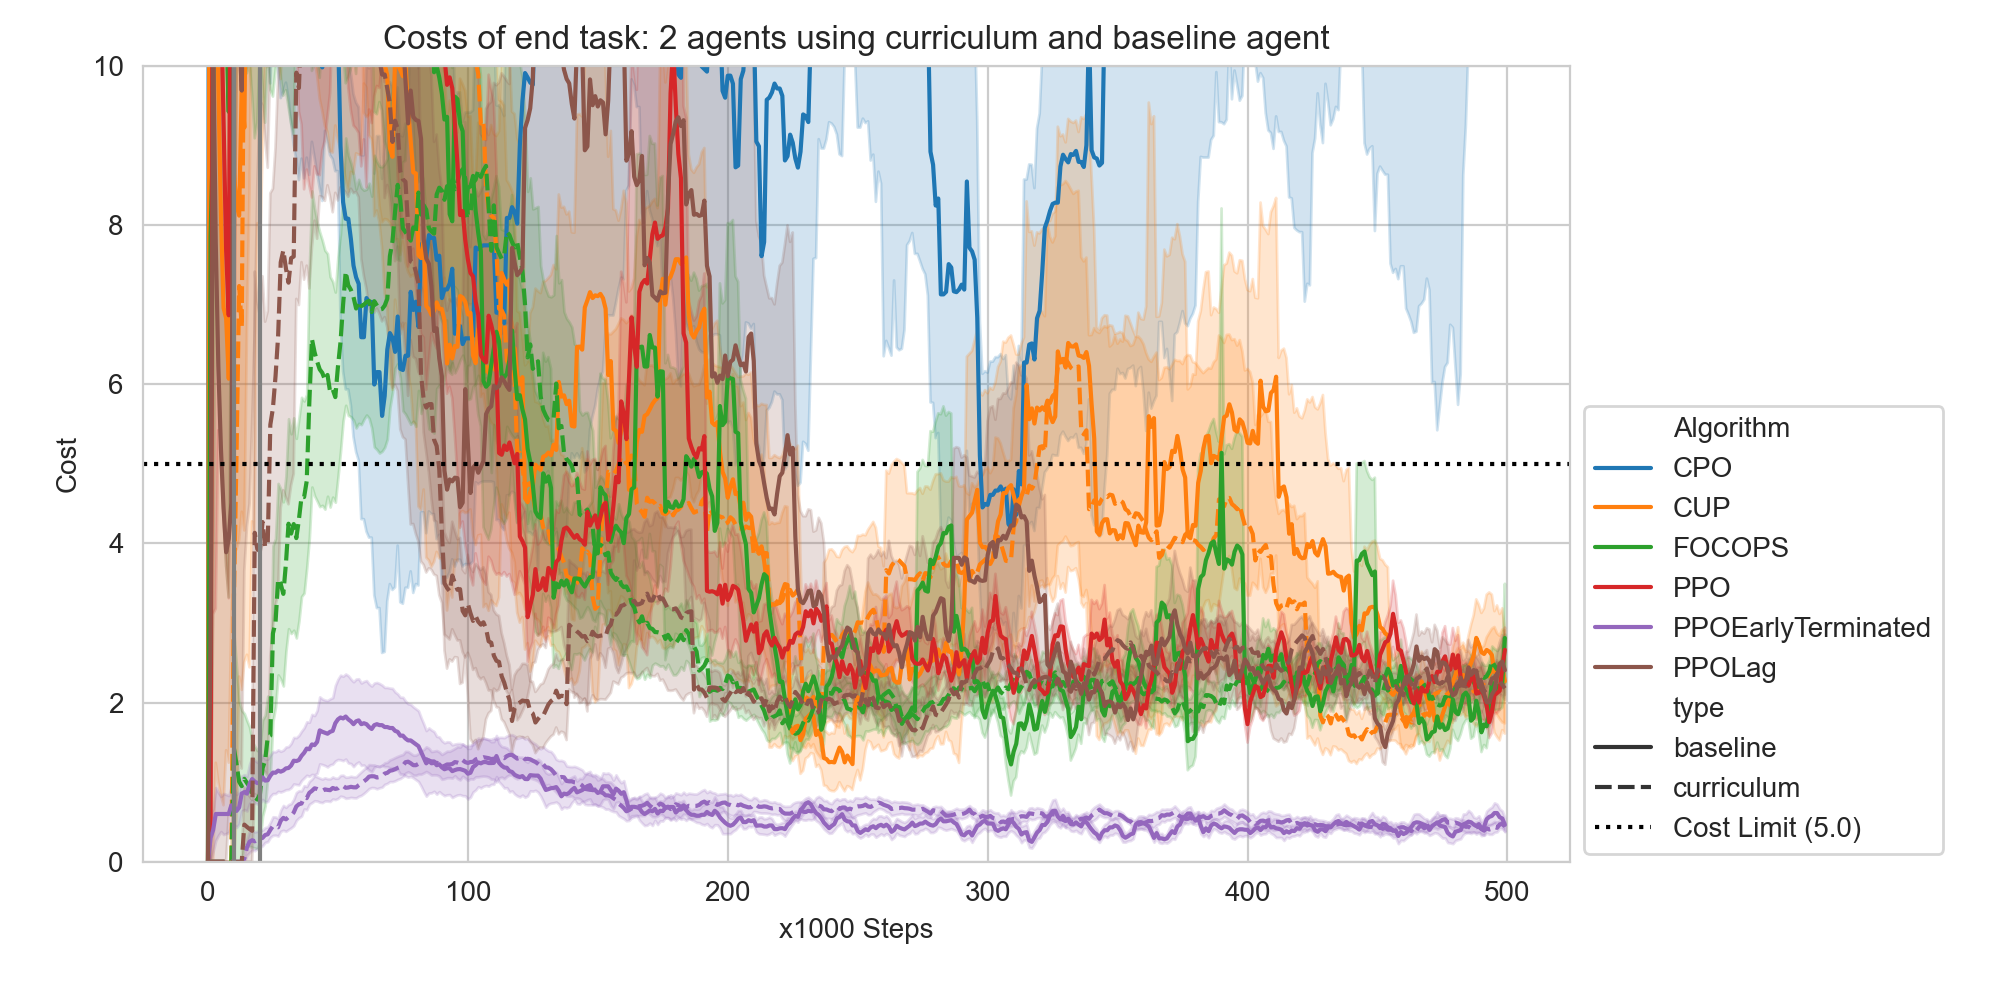 Costs of end task: 2 agents using curriculum and baseline agent
10
8
6
4
2
0
Cost
0 100 200 300 400 500
x1000 Steps
Algorithm
CPO
CUP
FOCOPS
PPO
PPOEarlyTerminated
PPOLag
type
baseline
curriculum
Cost Limit (5.0)